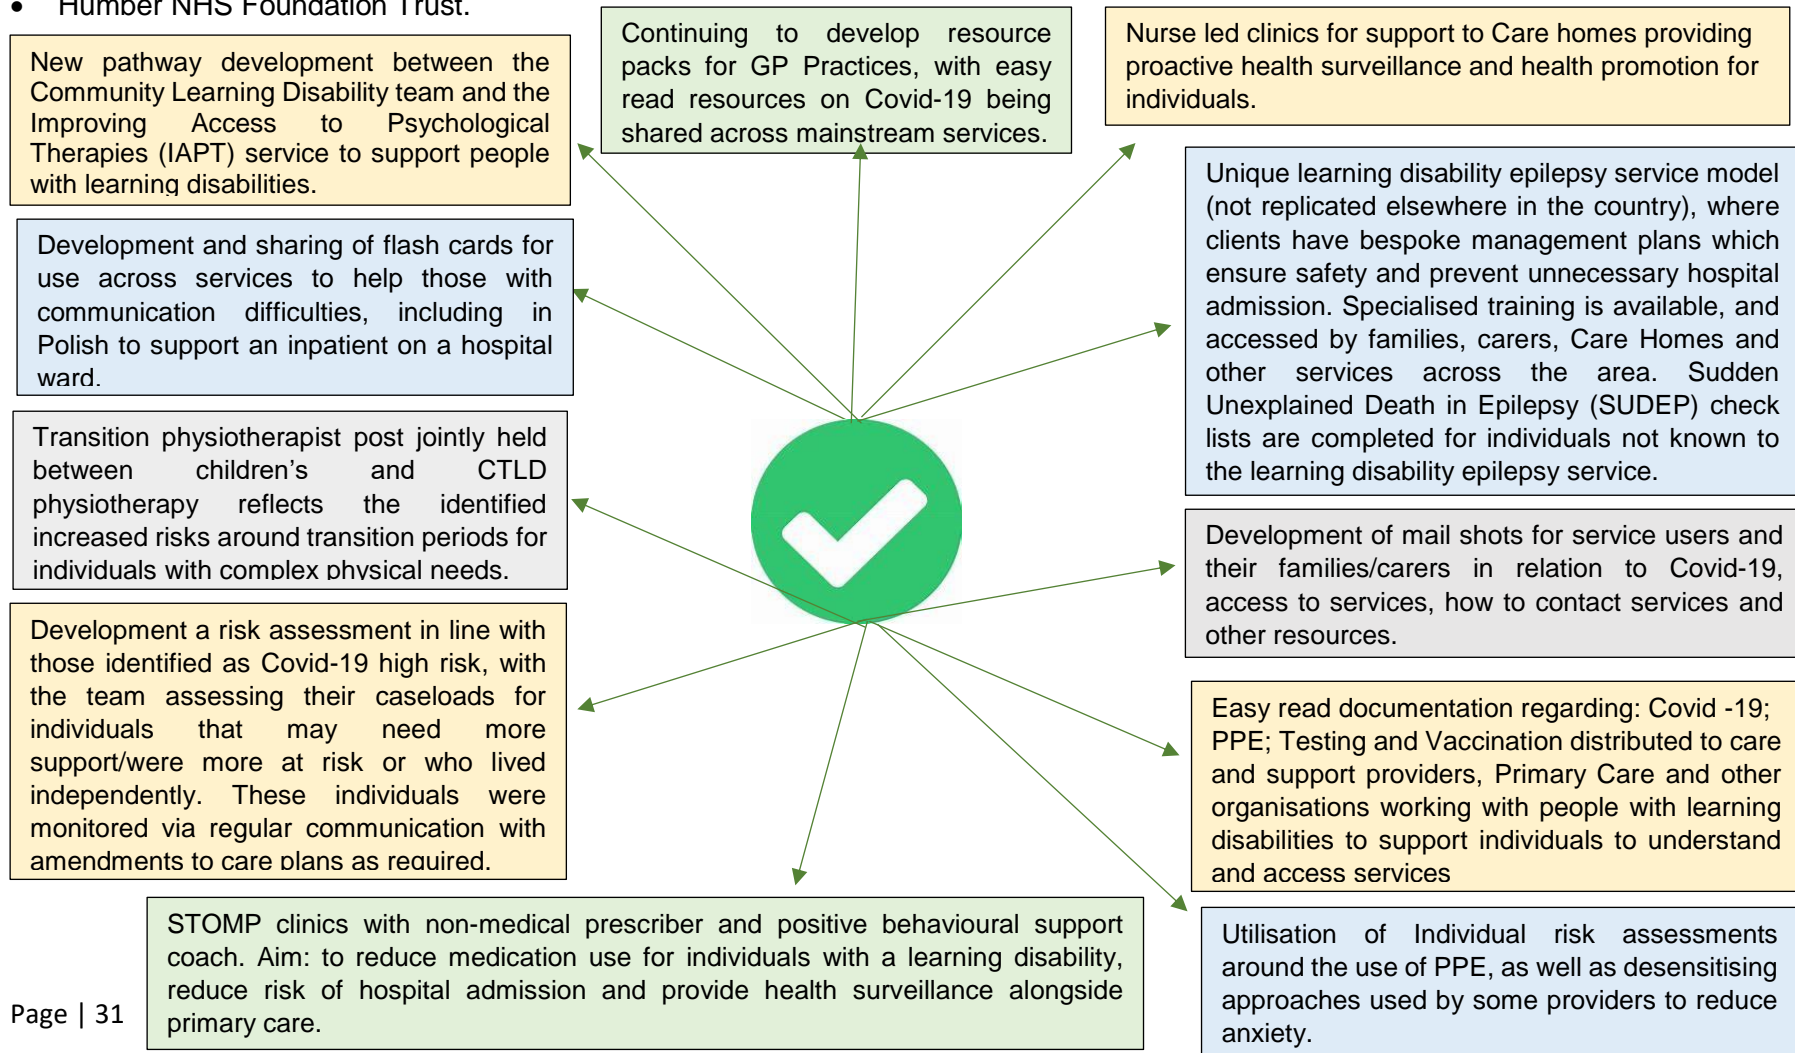 • Humber NHS Foundation Trust.
New pathway development between the
Community Learning Disability team and the
Improving Access to Psychological
Therapies (IAPT) service to support people
with learning disabilities.
Continuing to develop resource
packs for GP Practices, with easy
read resources on Covid-19 being
shared across mainstream services.
Nurse led clinics for support to Care homes providing
proactive health surveillance and health promotion for
individuals.
Development and sharing of flash cards for
use across services to help those with
communication difficulties, including in
Polish to support an inpatient on a hospital
ward.
Unique learning disability epilepsy service model
(not replicated elsewhere in the country), where
clients have bespoke management plans which
ensure safety and prevent unnecessary hospital
admission. Specialised training is available, and
accessed by families, carers, Care Homes and
other services across the area. Sudden
Unexplained Death in Epilepsy (SUDEP) check
lists are completed for individuals not known to
the learning disability epilepsy service.
Transition physiotherapist post jointly held
between children’s and CTLD
physiotherapy reflects the identified
increased risks around transition periods for
individuals with complex physical needs.
Development of mail shots for service users and
their families/carers in relation to Covid-19,
access to services, how to contact services and
other resources.
Development a risk assessment in line with
those identified as Covid-19 high risk, with
the team assessing their caseloads for
individuals that may need more
support/were more at risk or who lived
independently. These individuals were
monitored via regular communication with
amendments to care plans as required.
Easy read documentation regarding: Covid -19;
PPE; Testing and Vaccination distributed to care
and support providers, Primary Care and other
organisations working with people with learning
disabilities to support individuals to understand
and access services
STOMP clinics with non-medical prescriber and positive behavioural support
coach. Aim: to reduce medication use for individuals with a learning disability,
reduce risk of hospital admission and provide health surveillance alongside
primary care.
Utilisation of Individual risk assessments
around the use of PPE, as well as desensitising
approaches used by some providers to reduce
anxiety.
Page | 31